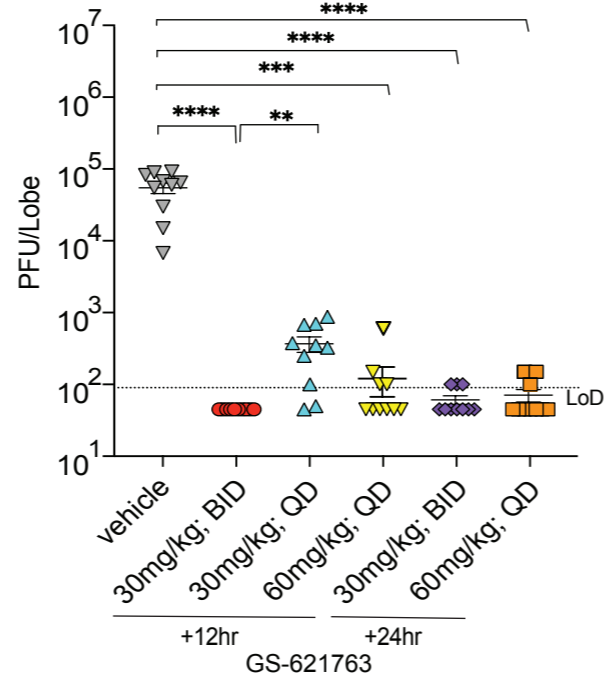 ****
****
***
**** **
PFU/Lobe
10^7
10^6
10^5
10^4
10^3
10^2
10^1
LoD
vehicle
30mg/kg; BID
30mg/kg; QD
60mg/kg; QD
30mg/kg; BID
60mg/kg; QD
+12hr +24hr
GS-621763